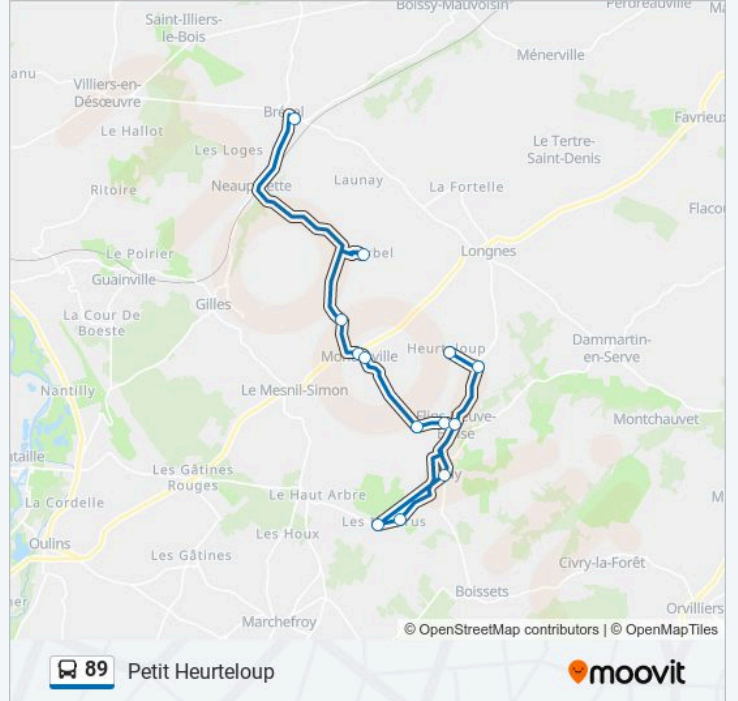 Boissy-Mauvoisin
Perdreauville
Saint-Illiers-
le-Bois
Ménerville
Villiers-en-
Désœuvre
Favrieux
Le Hallot
Le Tertre-
Saint-Denis
Les Loges
Launay
La Fortelle
Ritoire
Le Poirier
Longnes
Guainville
Gilles
La Cour De
Boeste
Dammartin-
en-Serve
Nantilly
Le Mesnil-Simon
Montchauvet
Les Gâtines
Rouges
Le Haut Arbre
La Cordelle
Les Houx
Oulins
Les Gâtines
Civry-la-Forêt
Boissets
Orvilliers
Marchefroy
© OpenStreetMap contributors | © OpenMapTiles
89 Petit Heurteloup
moovit